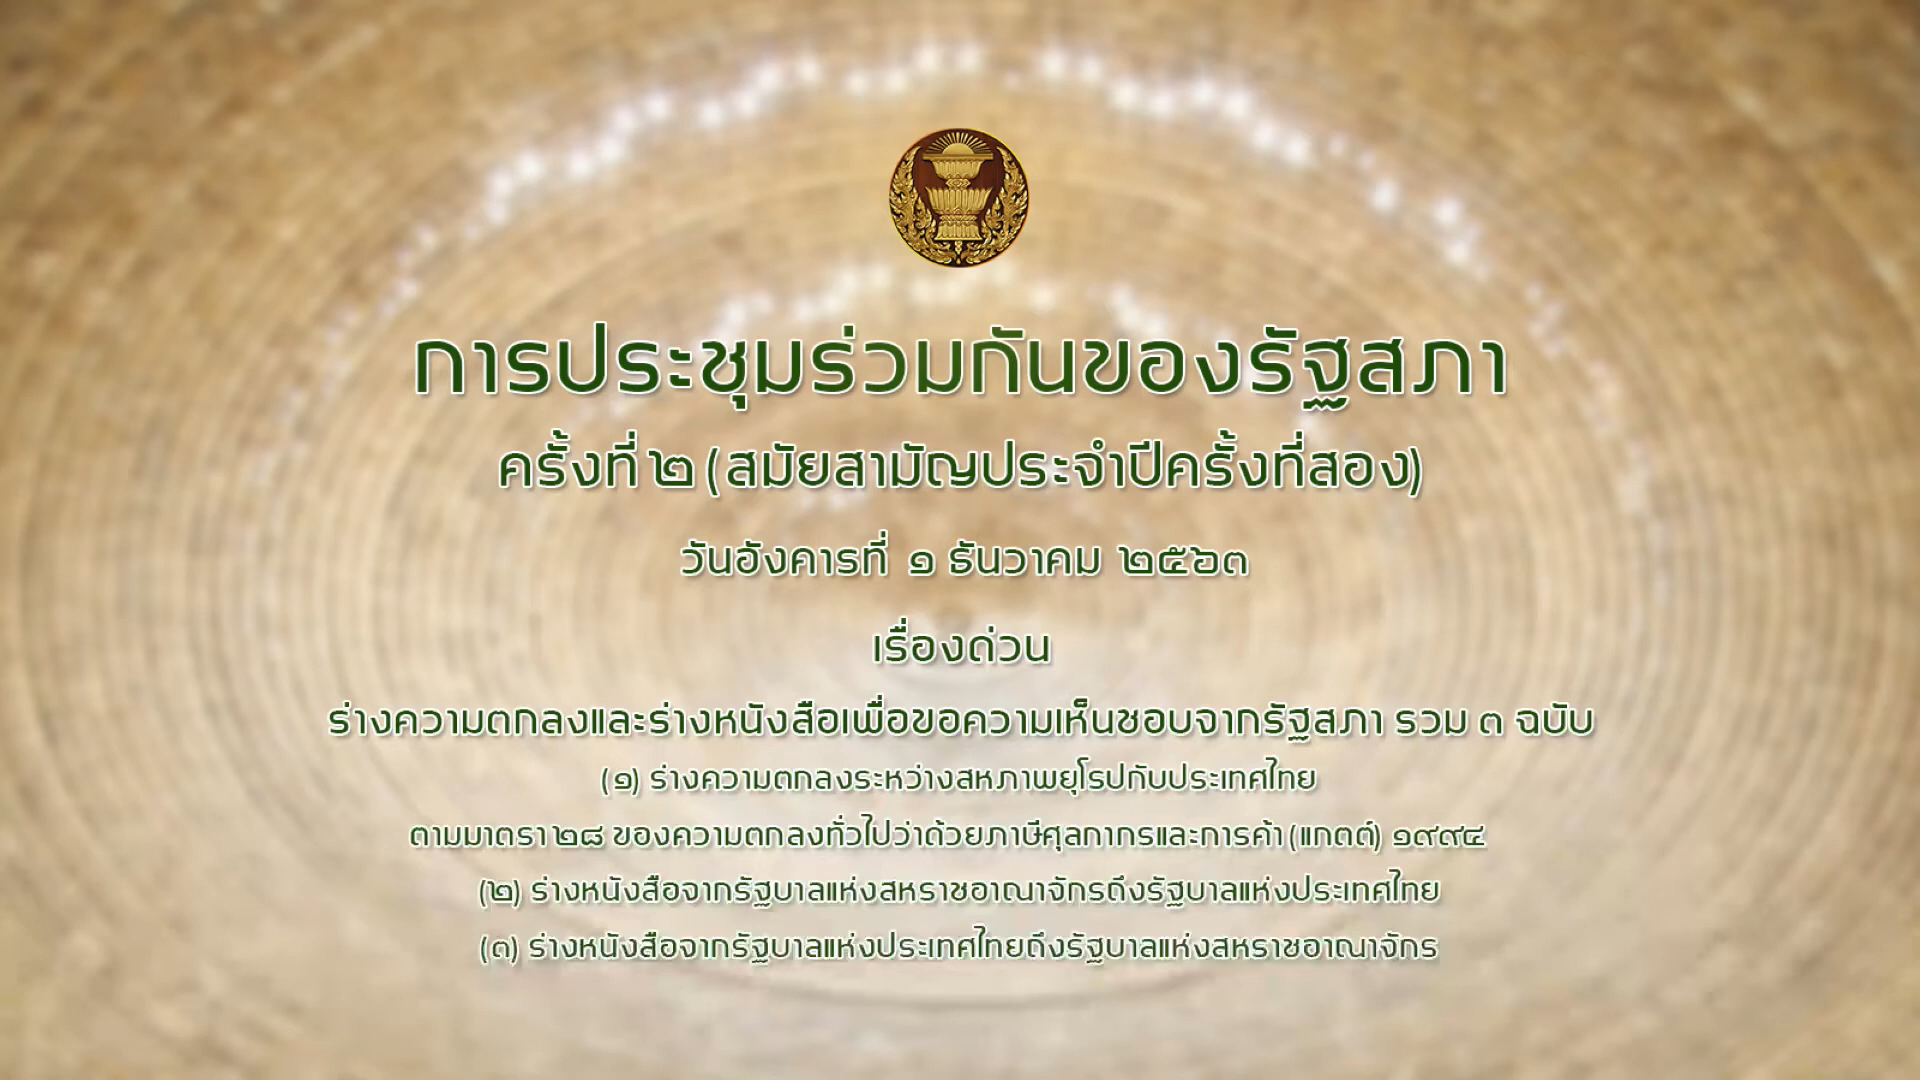 การประชุมร่วมกันของรัฐสภา
ครั้งที่ ๒ (สมัยสามัญประจำปีครั้งที่สอง)
วันอังคารที่ ๑ ธันวาคม ๒๕๖๓
เรื่องด่วน
ร่างความตกลงและร่างหนังสือเพื่อขอความเห็นชอบจากรัฐสภา รวม ๓ ฉบับ
(๑) ร่างความตกลงระหว่างสหภาพยุโรปกับประเทศไทย
ตามมาตรา ๒๘ ของความตกลงทั่วไปว่าด้วยภาษีศุลกากรและการค้า (แกตต์) ๑๙๙๔
(๒) ร่างหนังสือจากรัฐบาลแห่งสหราชอาณาจักรถึงรัฐบาลแห่งประเทศไทย
(๓) ร่างหนังสือจากรัฐบาลแห่งประเทศไทยถึงรัฐบาลแห่งสหราชอาณาจักร